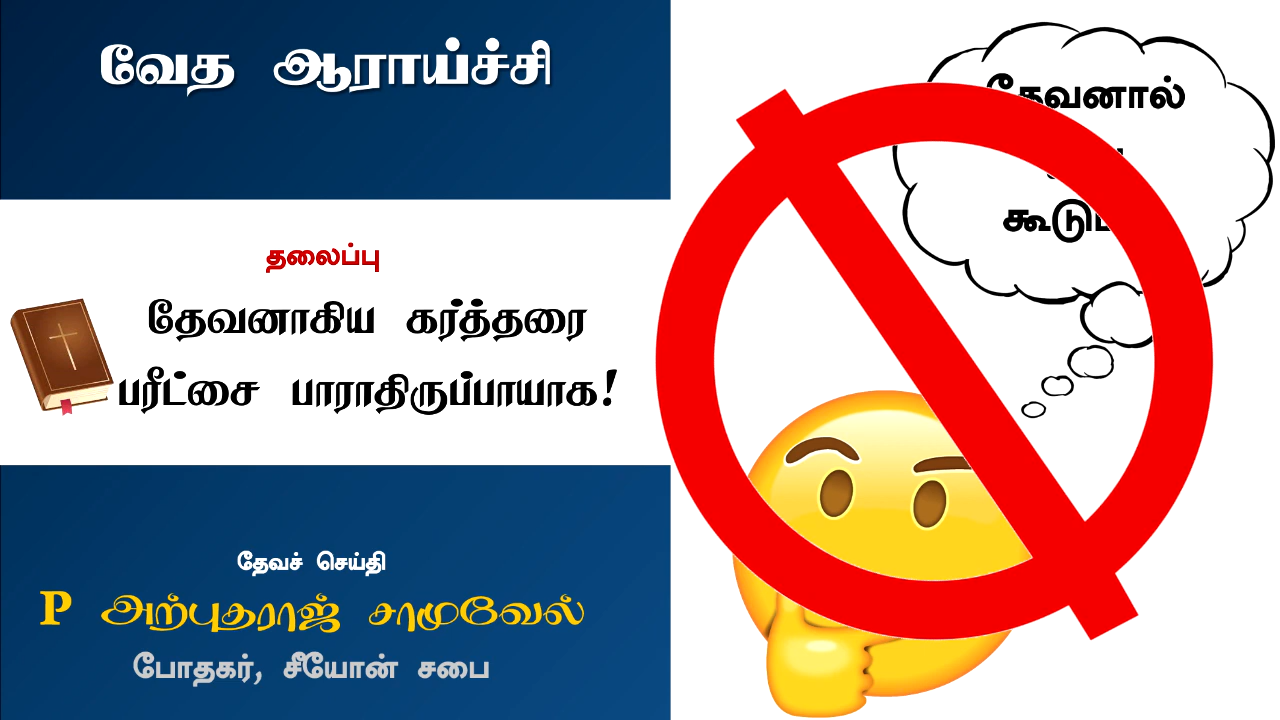 வேத ஆராய்ச்சி
தலைப்பு
தேவனாகிய கர்த்தரை
பரீட்சை பாராதிருப்பாயாக!
தேவச் செய்தி
P அற்புதராஜ் சாமுவேல்
போதகர், சீயோன் சபை
தேவனால்